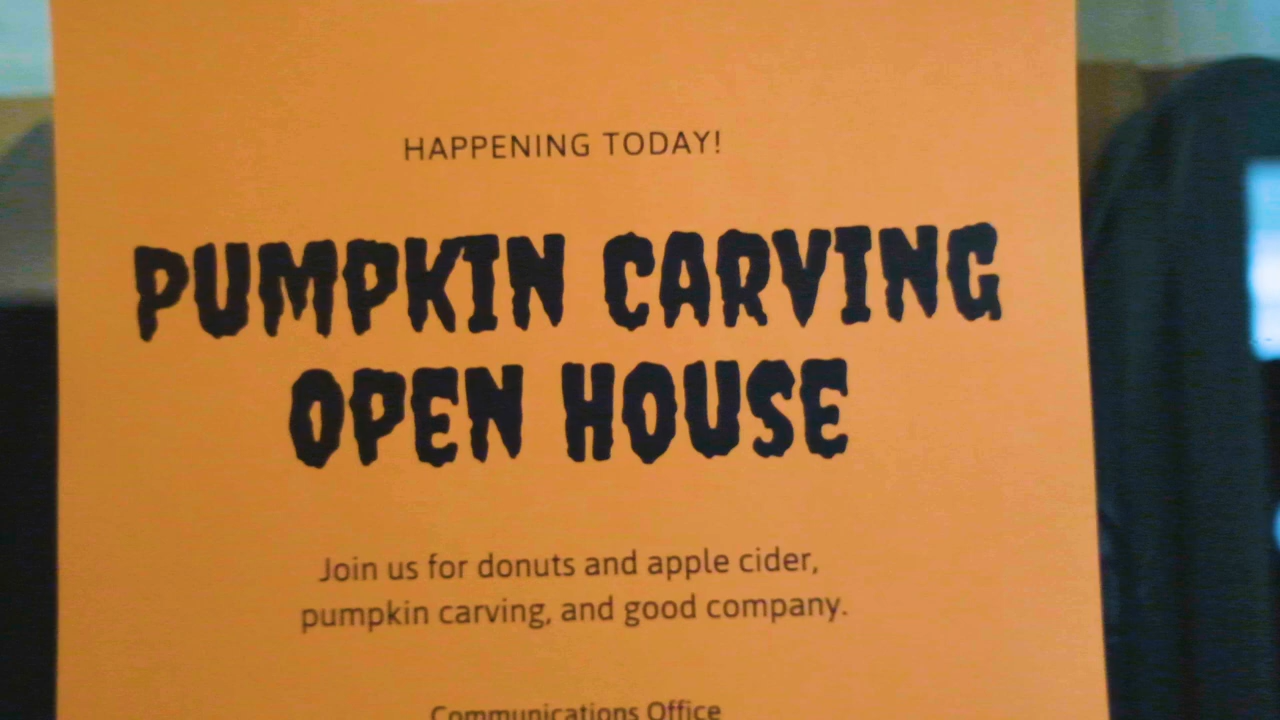 HAPPENING TODAY!
PUMPKIN CARVING
OPEN HOUSE
Join us for donuts and apple cider,
pumpkin carving, and good company.
Communications Office